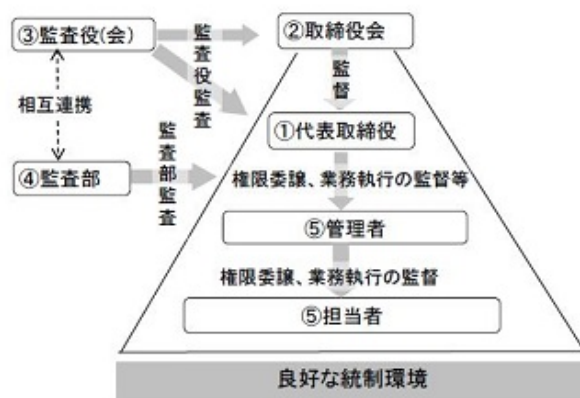 ③監査役(会)
監査役監査
②取締役会
監督
相互連携
①代表取締役
④監査部
監査部監査
権限委譲、業務執行の監督等
⑤管理者
権限委譲、業務執行の監督
⑤担当者
良好な統制環境